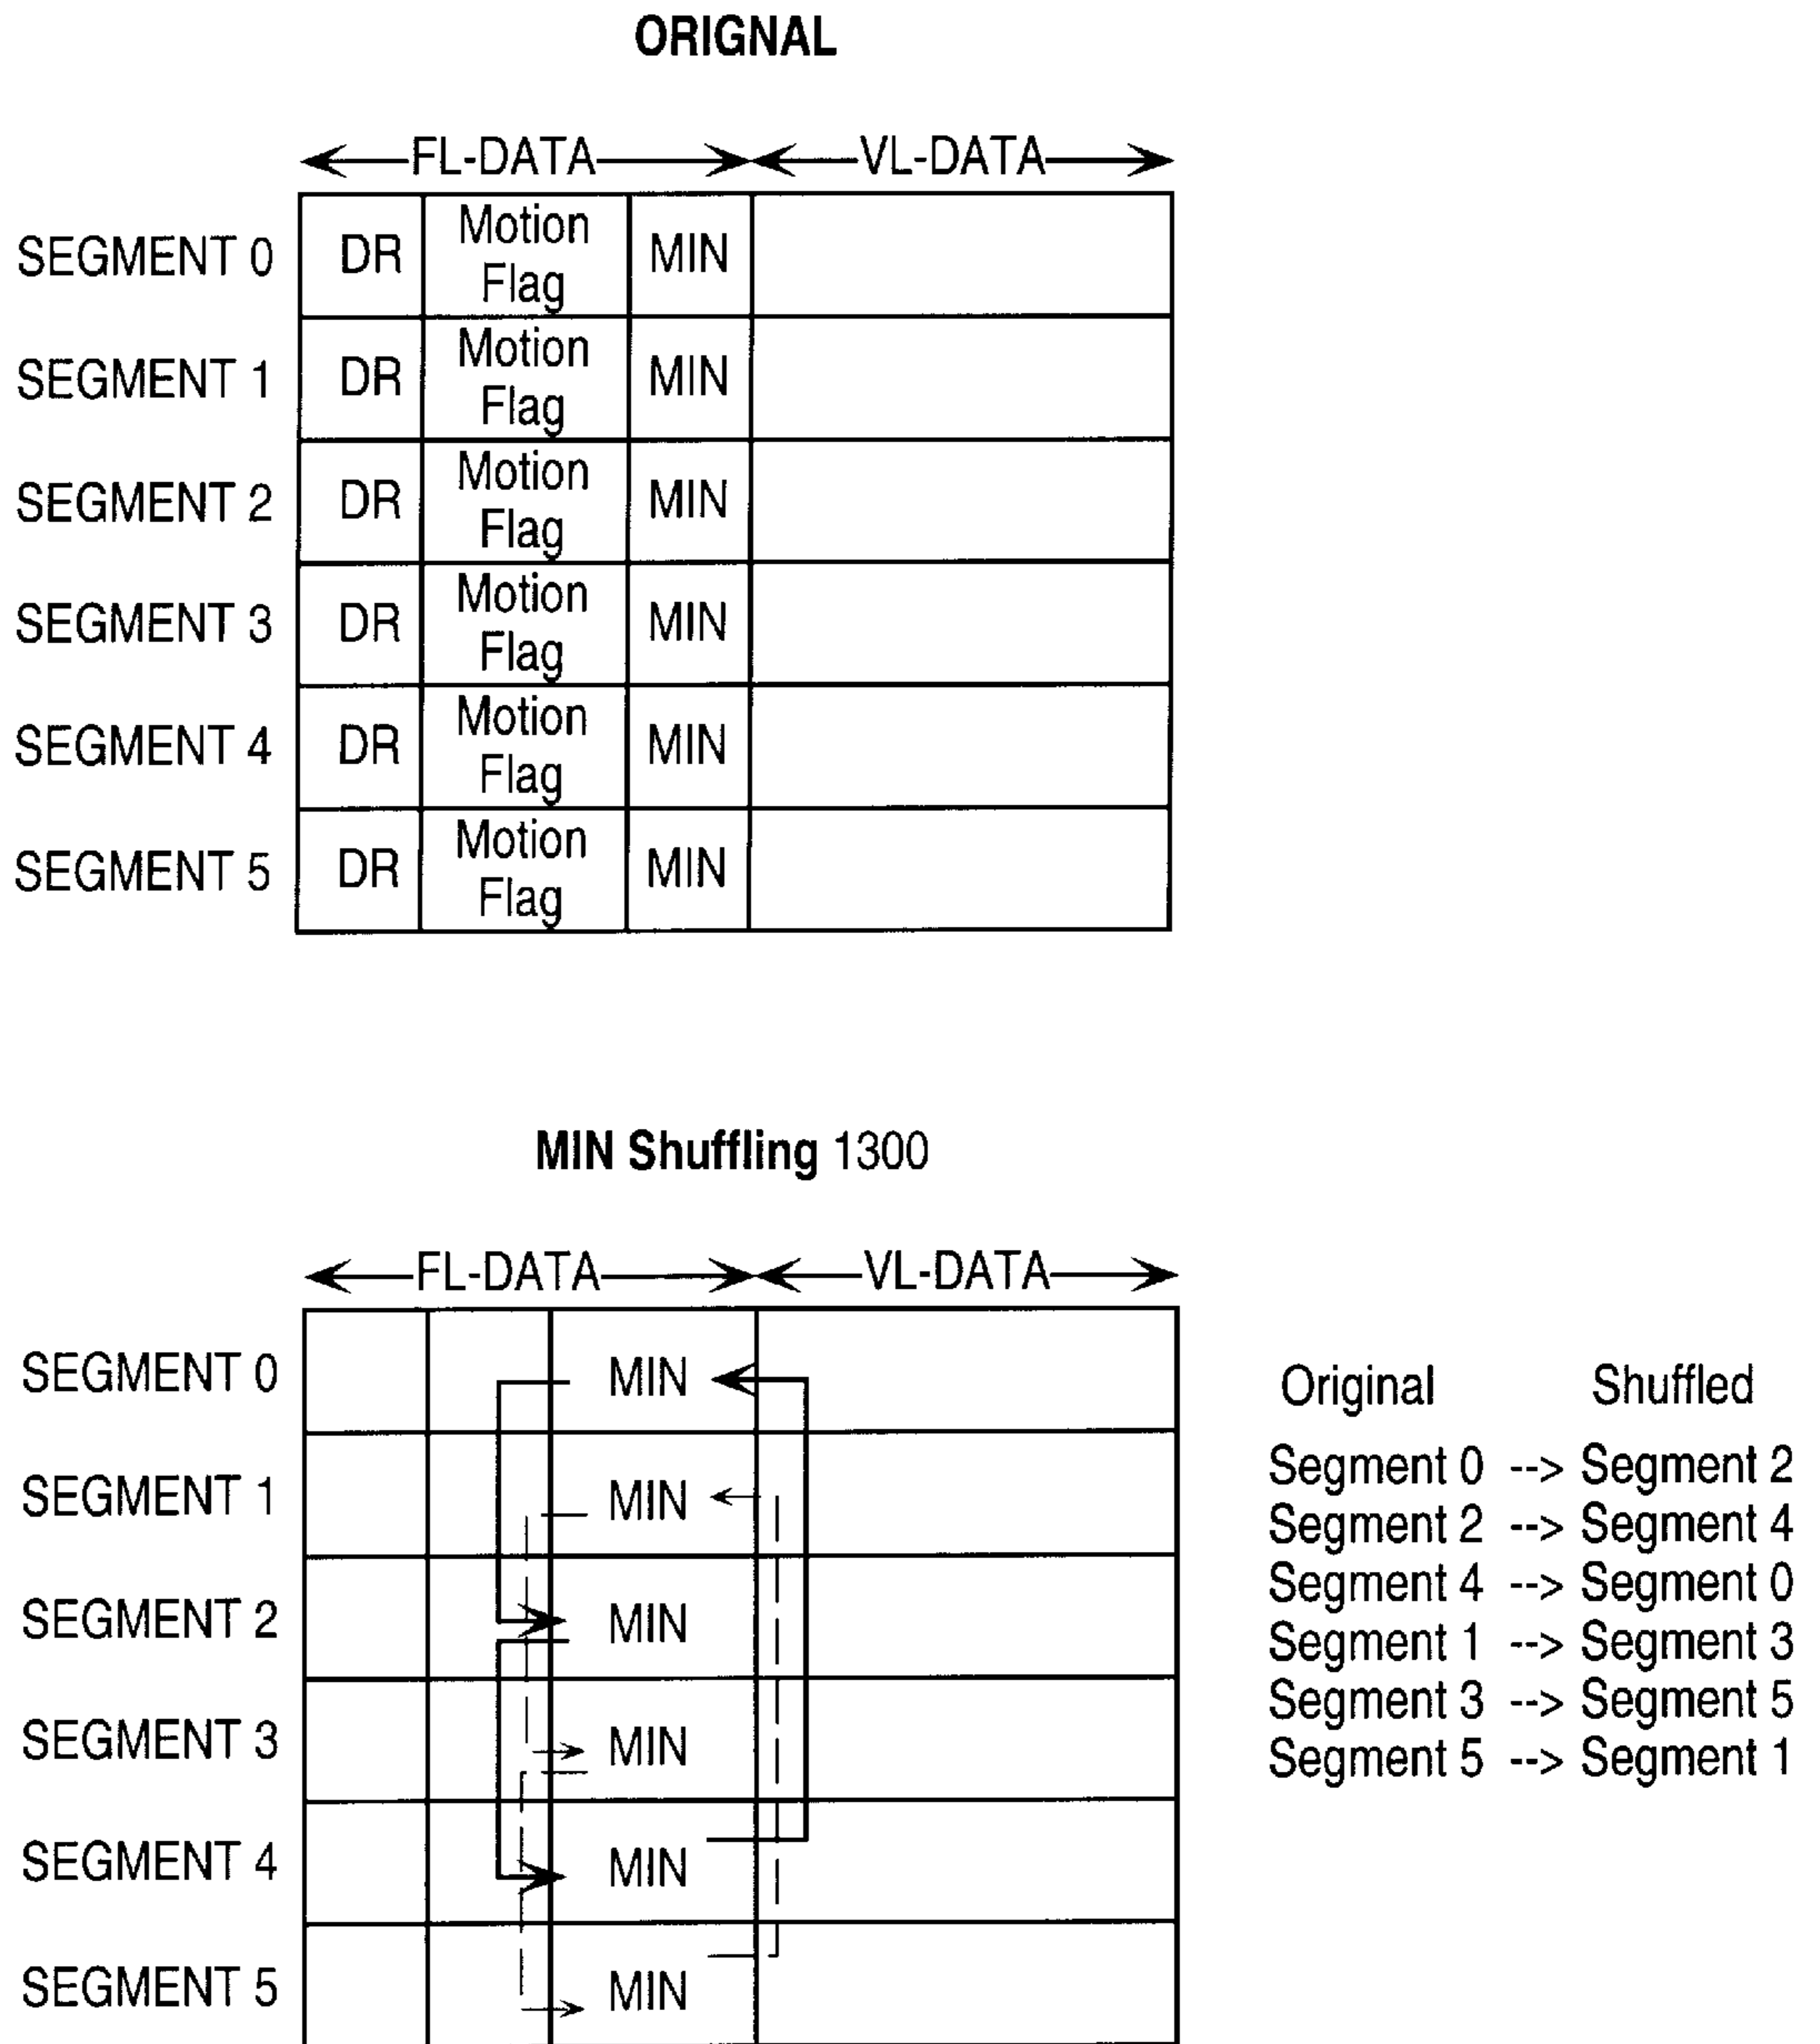 ORIGNAL
FL-DATA VL-DATA
SEGMENT 0 DR Motion Flag MIN
SEGMENT 1 DR Motion Flag MIN
SEGMENT 2 DR Motion Flag MIN
SEGMENT 3 DR Motion Flag MIN
SEGMENT 4 DR Motion Flag MIN
SEGMENT 5 DR Motion Flag MIN
MIN Shuffling 1300
FL-DATA VL-DATA
SEGMENT 0 MIN
SEGMENT 1 MIN
SEGMENT 2 MIN
SEGMENT 3 MIN
SEGMENT 4 MIN
SEGMENT 5 MIN
Original Shuffled
Segment 0 --> Segment 2
Segment 2 --> Segment 4
Segment 4 --> Segment 0
Segment 1 --> Segment 3
Segment 3 --> Segment 5
Segment 5 --> Segment 1